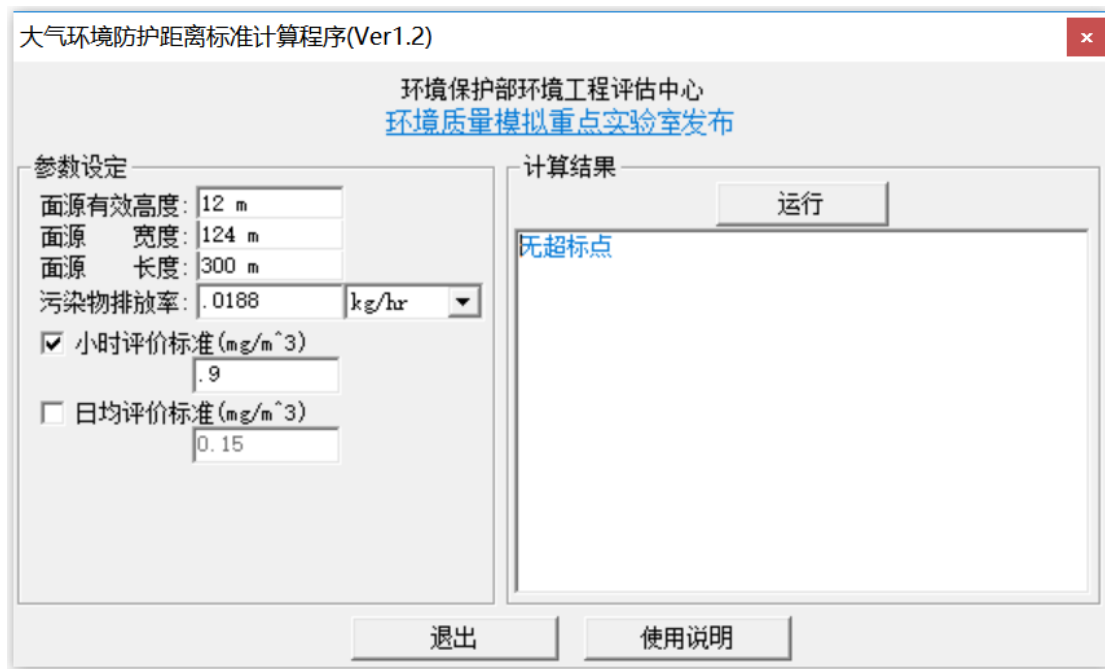 大气环境防护距离标准计算程序(Ver1.2)
环境保护部环境工程评估中心
环境质量模拟重点实验室发布
参数设定
面源有效高度: 12 m
面源 宽度: 124 m
面源 长度: 300 m
污染物排放率: .0188 kg/hr
小时评价标准(mg/m^3)
.9
日均评价标准(mg/m^3)
0.15
计算结果
运行
无超标点
退出 使用说明